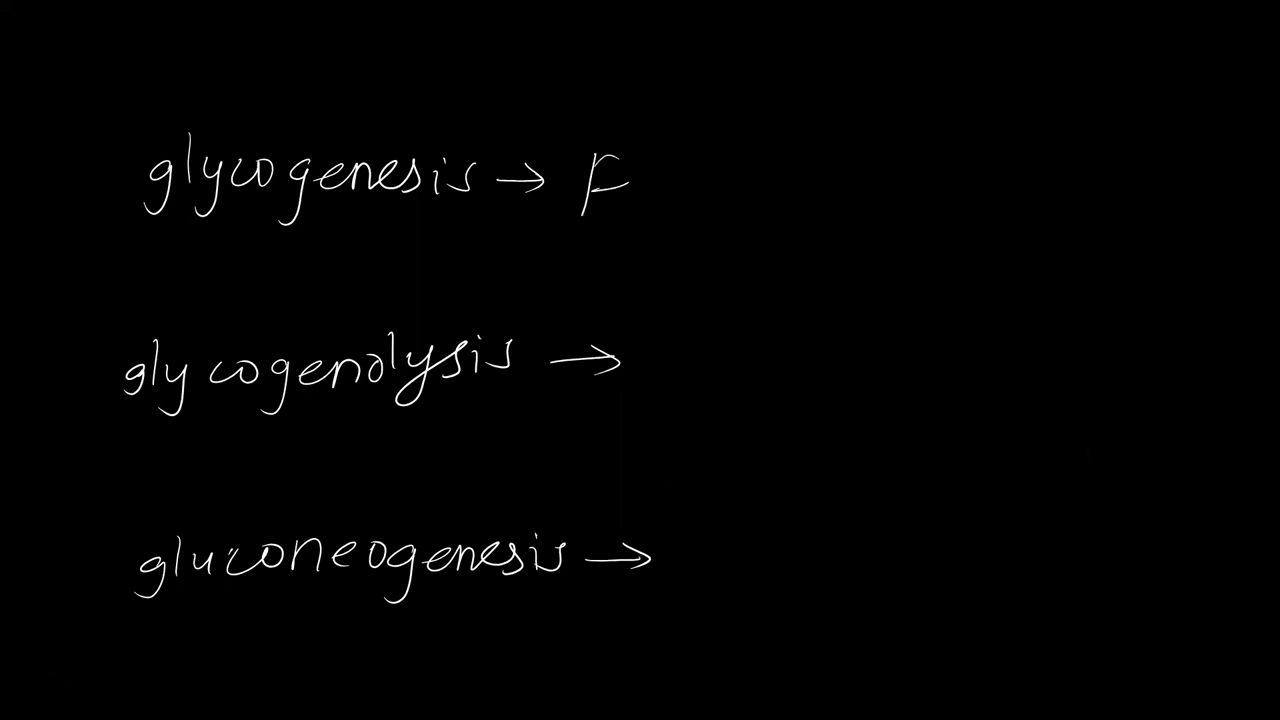 glycogenesis → F
glycogenolysis →
gluconeogenesis →